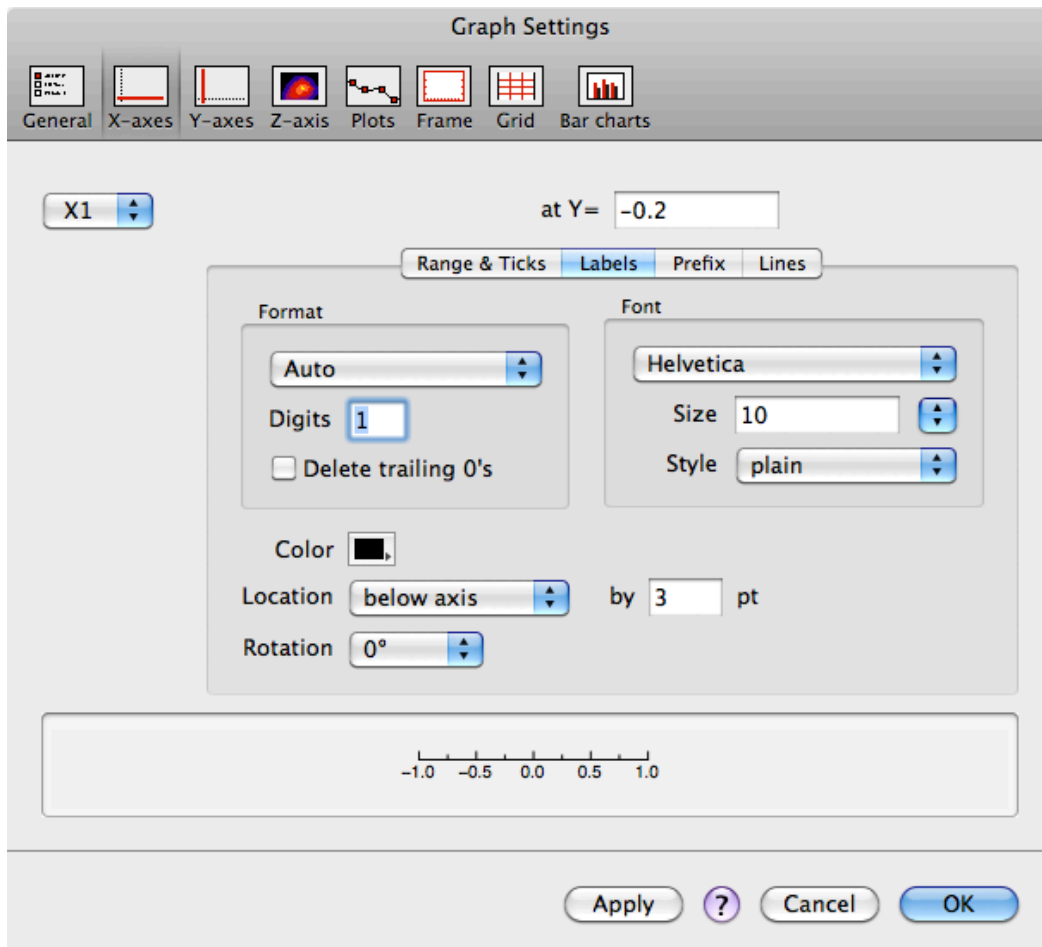 Graph Settings
General X-axes Y-axes Z-axis Plots Frame Grid Bar charts
X1 at Y= -0.2
Range & Ticks Labels Prefix Lines
Format Font
Auto Helvetica
Digits 1 Size 10
Delete trailing 0's Style plain
Color
Location below axis by 3 pt
Rotation 0°
-1.0 -0.5 0.0 0.5 1.0
Apply ? Cancel OK